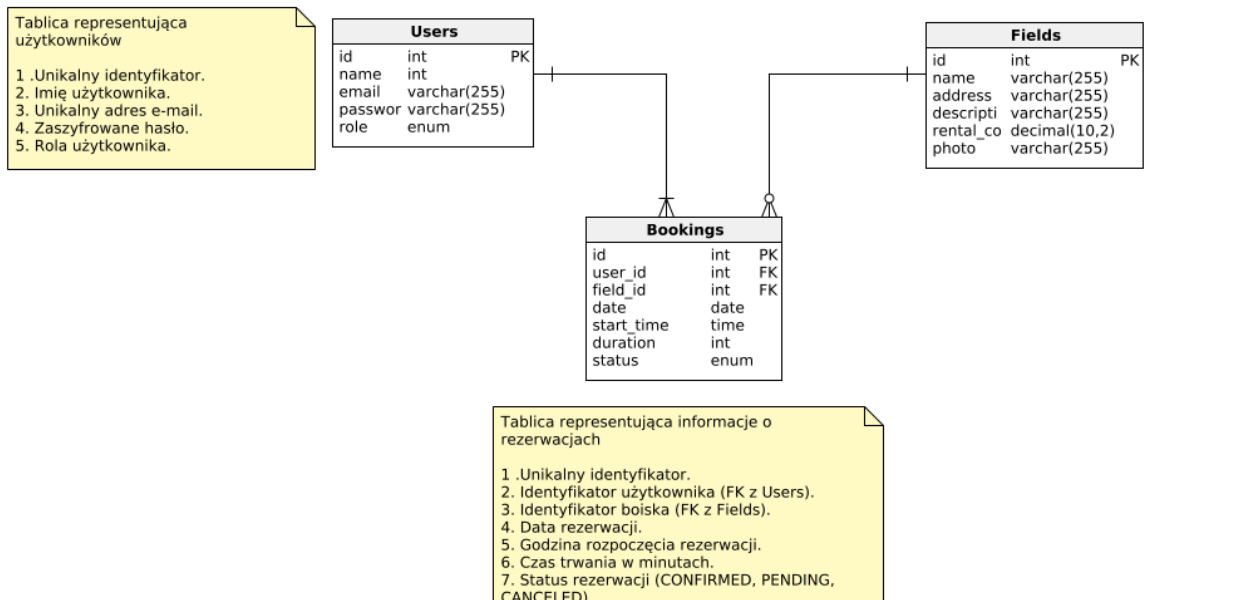 Tablica representująca
użytkowników
1 .Unikalny identyfikator.
2. Imię użytkownika.
3. Unikalny adres e-mail.
4. Zaszyfrowane hasło.
5. Rola użytkownika.
Users
id int PK
name int
email varchar(255)
passwor varchar(255)
role enum
Fields
id int PK
name varchar(255)
address varchar(255)
descripti varchar(255)
rental_co decimal(10,2)
photo varchar(255)
Bookings
id int PK
user_id int FK
field_id int FK
date date
start_time time
duration int
status enum
Tablica representująca informacje o
rezerwacjach
1 .Unikalny identyfikator.
2. Identyfikator użytkownika (FK z Users).
3. Identyfikator boiska (FK z Fields).
4. Data rezerwacji.
5. Godzina rozpoczęcia rezerwacji.
6. Czas trwania w minutach.
7. Status rezerwacji (CONFIRMED, PENDING,
CANCELED)